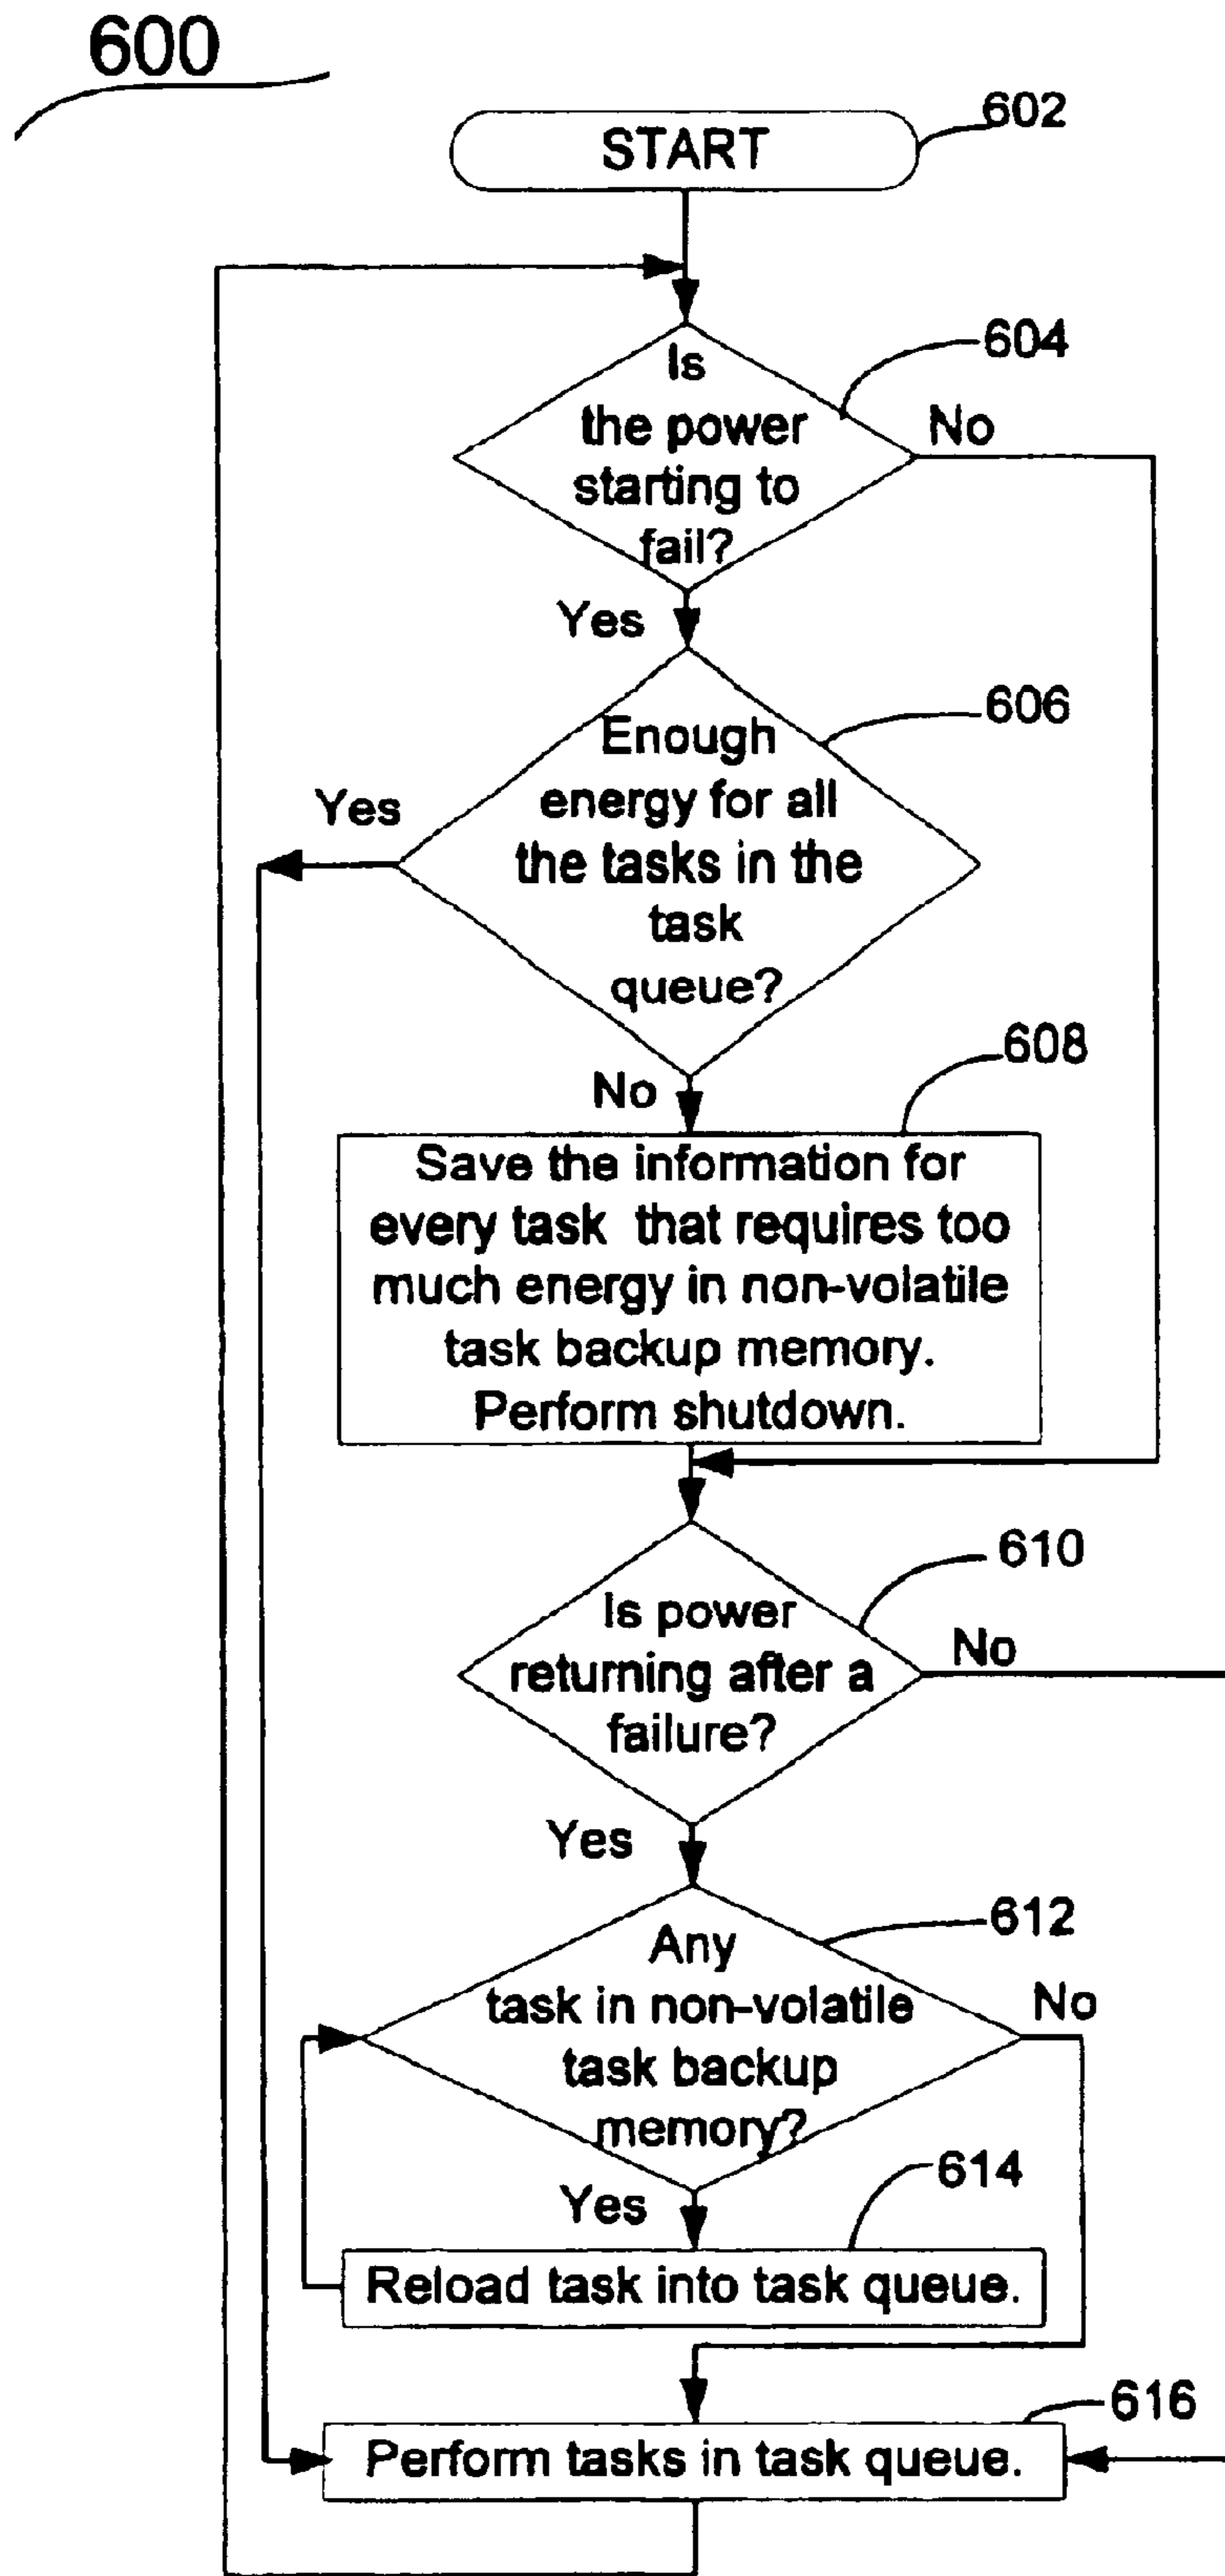 600
START
602
Is
the power
starting to
fail?
604
No
Yes
Enough
energy for all
the tasks in the
task
queue?
606
Yes
No
608
Save the information for
every task that requires too
much energy in non-volatile
task backup memory.
Perform shutdown.
Is power
returning after a
failure?
610
No
Yes
Any
task in non-volatile
task backup
memory?
612
No
Yes
614
Reload task into task queue.
616
Perform tasks in task queue.